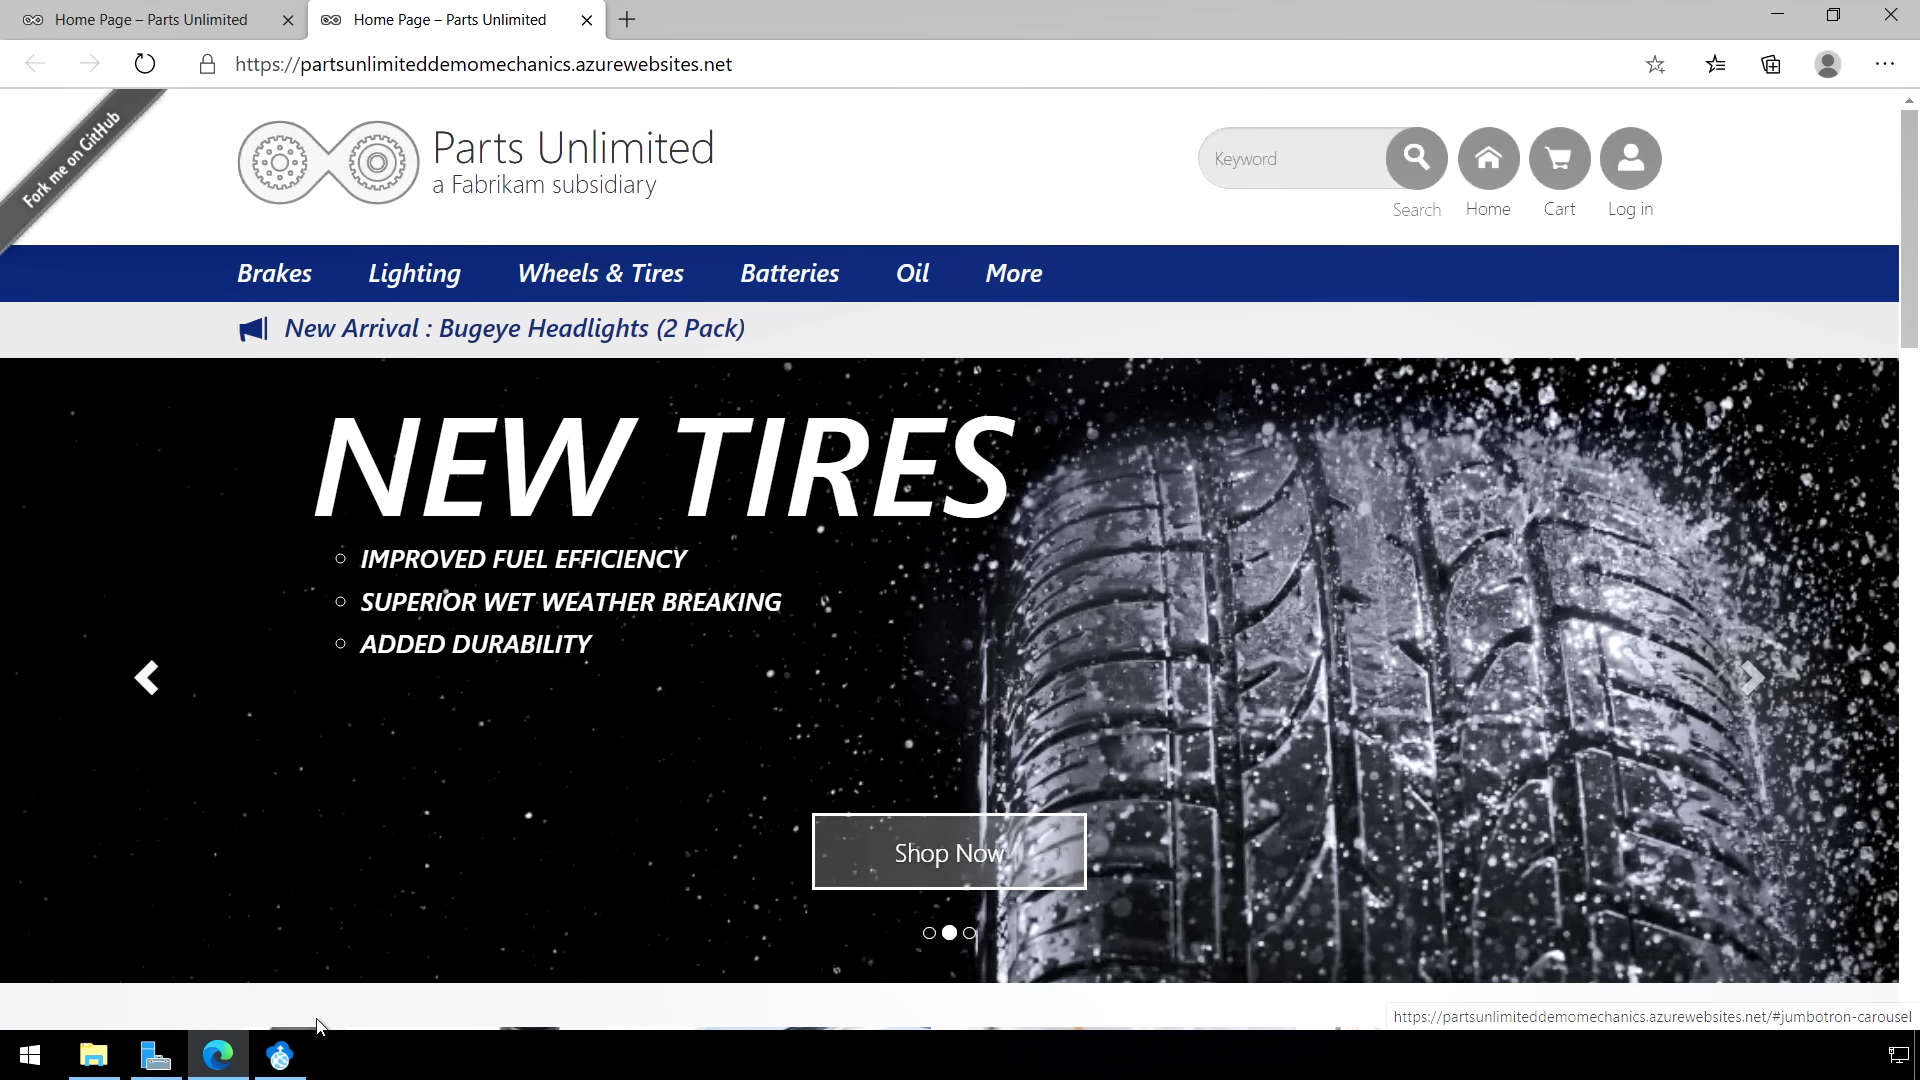 Home Page – Parts Unlimited
Home Page – Parts Unlimited
https://partsunlimiteddemomechanics.azurewebsites.net
Fork me on GitHub
Parts Unlimited
a Fabrikam subsidiary
Keyword
Search
Home
Cart
Log in
Brakes
Lighting
Wheels & Tires
Batteries
Oil
More
New Arrival : Bugeye Headlights (2 Pack)
NEW TIRES
IMPROVED FUEL EFFICIENCY
SUPERIOR WET WEATHER BREAKING
ADDED DURABILITY
Shop Now
https://partsunlimiteddemomechanics.azurewebsites.net/#jumbotron-carousel